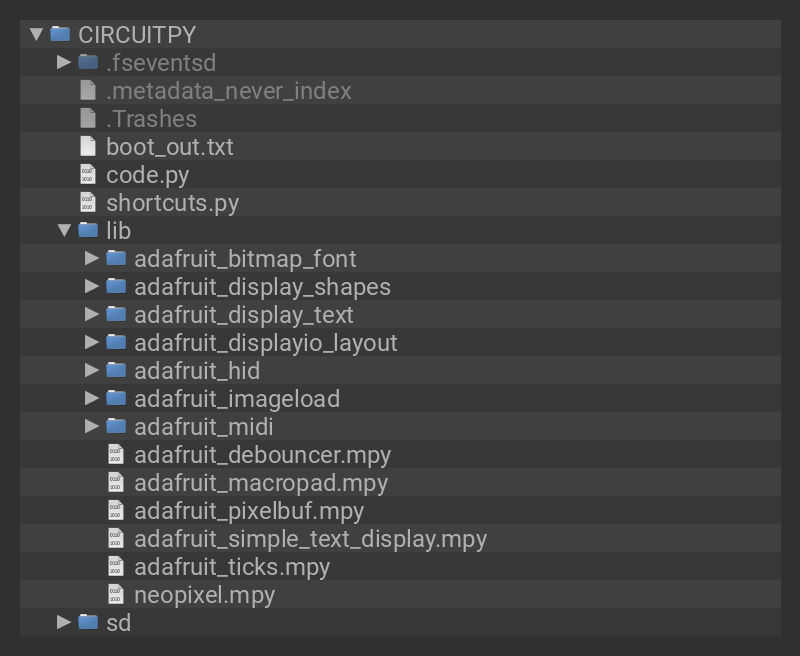 CIRCUITPY
.fseventsd
.metadata_never_index
.Trashes
boot_out.txt
code.py
shortcuts.py
lib
adafruit_bitmap_font
adafruit_display_shapes
adafruit_display_text
adafruit_displayio_layout
adafruit_hid
adafruit_imageload
adafruit_midi
adafruit_debouncer.mpy
adafruit_macropad.mpy
adafruit_pixelbuf.mpy
adafruit_simple_text_display.mpy
adafruit_ticks.mpy
neopixel.mpy
sd